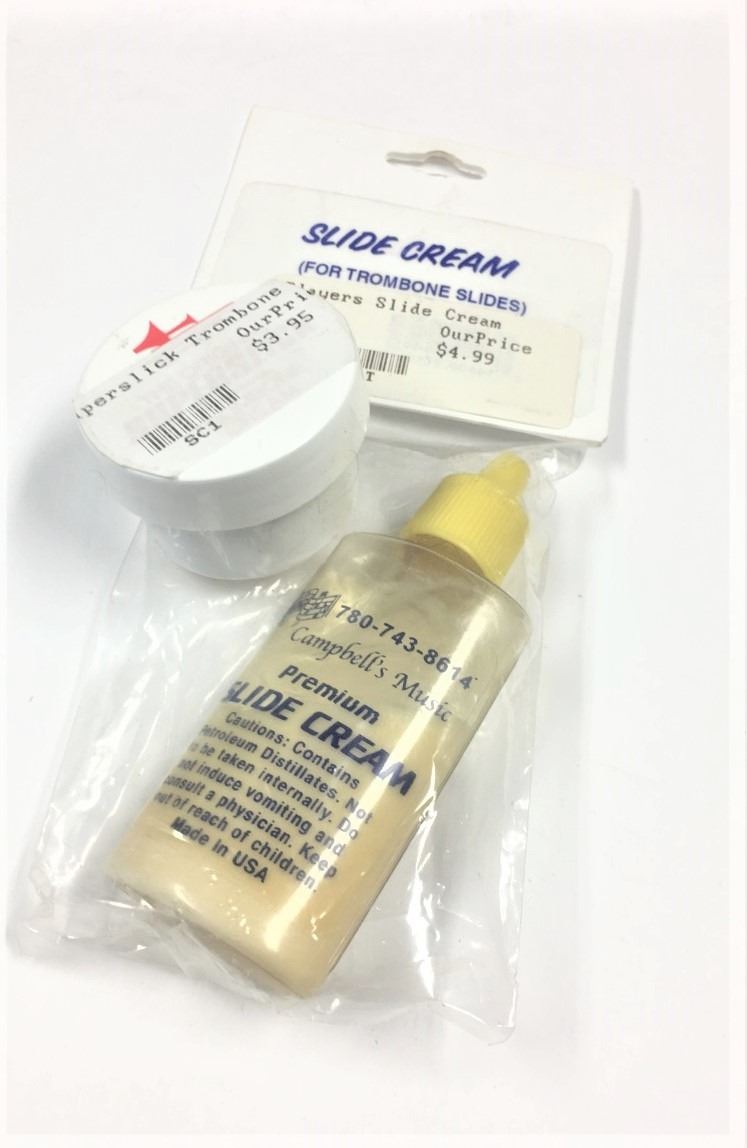 SLIDE CREAM
(FOR TROMBONE SLIDES)
Players Slide Cream
OurPrice
$4.99
T
Trombone
OurPri
$3.95
SC1
780-743-8614
Campbell's Music
Premium
SLIDE CREAM
Cautions: Contains
Petroleum Distillates. Not
to be taken internally. Do
not induce vomiting and
consult a physician. Keep
out of reach of children.
Made in USA